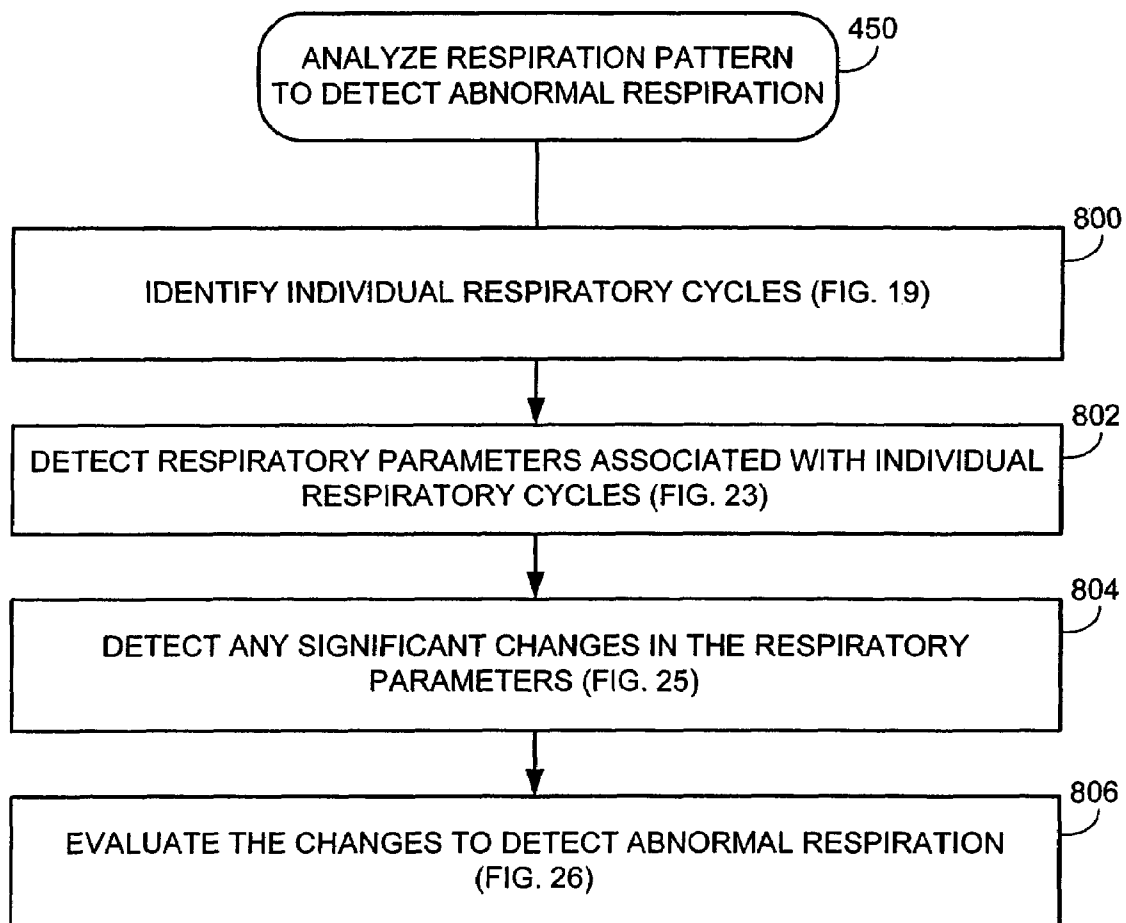 450
ANALYZE RESPIRATION PATTERN
TO DETECT ABNORMAL RESPIRATION
800
IDENTIFY INDIVIDUAL RESPIRATORY CYCLES (FIG. 19)
802
DETECT RESPIRATORY PARAMETERS ASSOCIATED WITH INDIVIDUAL
RESPIRATORY CYCLES (FIG. 23)
804
DETECT ANY SIGNIFICANT CHANGES IN THE RESPIRATORY
PARAMETERS (FIG. 25)
806
EVALUATE THE CHANGES TO DETECT ABNORMAL RESPIRATION
(FIG. 26)